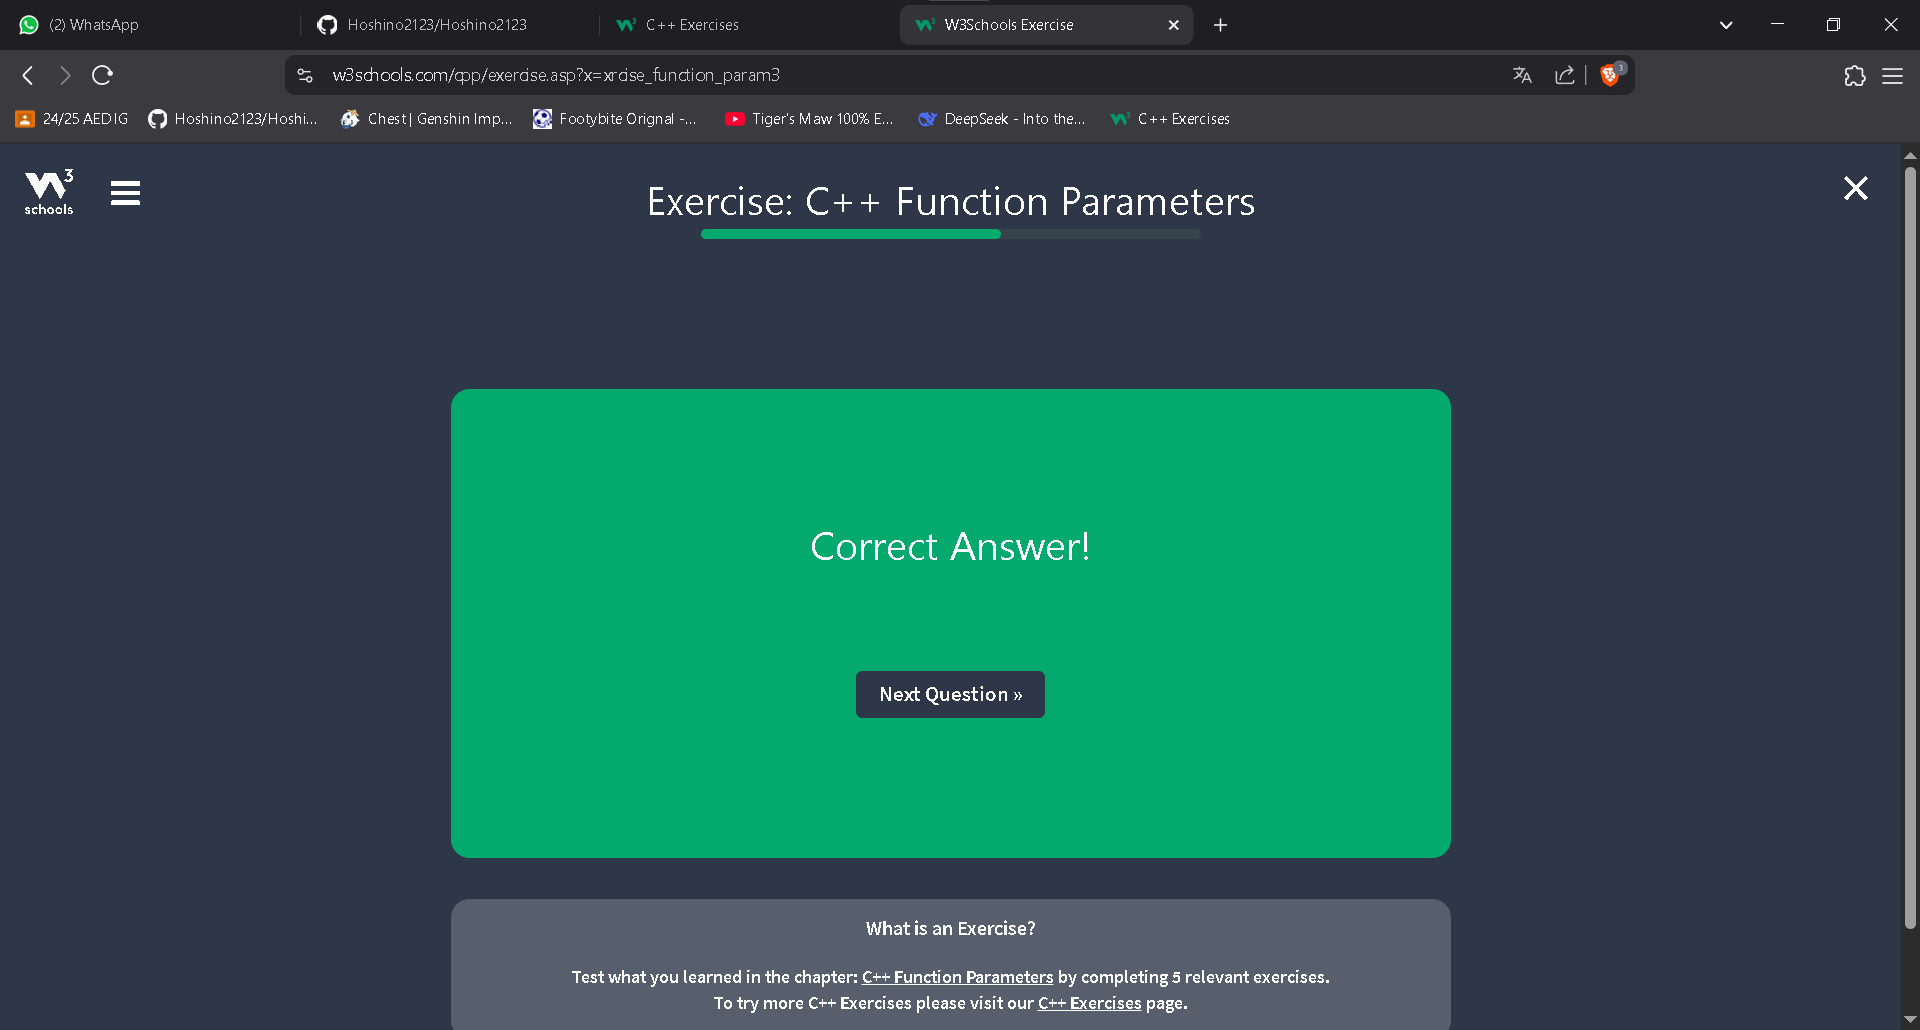 (2) WhatsApp
Hoshino2123/Hoshino2123
C++ Exercises
W3Schools Exercise
w3schools.com/cpp/exercise.asp?x=xrcise_function_param3
3
24/25 AEDIG
Hoshino2123/Hoshi...
Chest | Genshin Imp...
Footybite Orignal -...
Tiger's Maw 100% E...
DeepSeek - Into the...
C++ Exercises
3
schools
Exercise: C++ Function Parameters
Correct Answer!
Next Question »
What is an Exercise?
Test what you learned in the chapter: C++ Function Parameters by completing 5 relevant exercises.
To try more C++ Exercises please visit our C++ Exercises page.